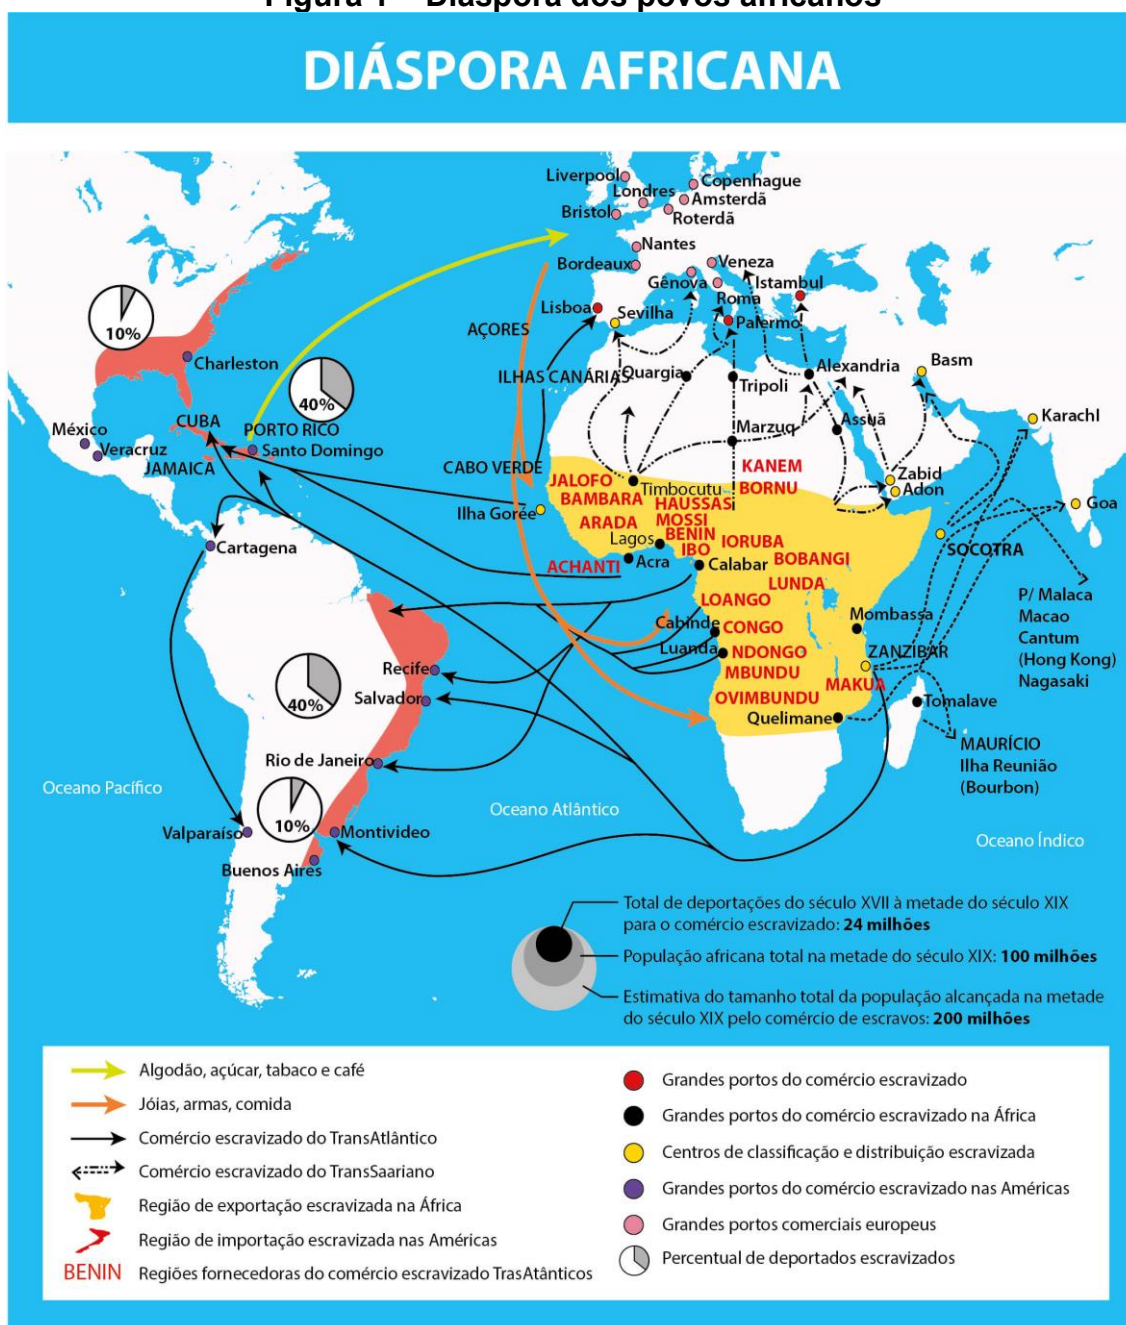 Figura 1 – Diáspora dos povos africanos
DIÁSPORA AFRICANA
Liverpool
Londres
Bristol
Copenhague
Amsterdã
Roterdã
Nantes
Bordeaux
Veneza
Gênova
Istambul
Roma
Lisboa
Sevilha
Palermo
AÇORES
10%
Charleston
40%
ILHAS CANÁRIAS
Quargia
Tripoli
Alexandria
Basm
México
Veracruz
CUBA
PORTO RICO
Santo Domingo
JAMAICA
Marzuq
Assuã
Karachl
CABO VERDE
JALOFO
Timbocutu
KANEM
BORNU
Zabid
Adon
Goa
BAMBARA
HAUSSAS
Ilha Gorée
ARADA
MOSSI
BENIN
Lagos
IORUBA
IBO
BOBANGI
SOCOTRA
Cartagena
ACHANTI
Acra
Calabar
LUNDA
P/ Malaca
Macao
Cantum
(Hong Kong)
Nagasaki
LOANGO
Cabinde
CONGO
Mombassa
Luanda
NDONGO
ZANZIBAR
MBUNDU
MAKUA
OVIMBUNDU
Quelimane
Tomalave
Recife
40%
Salvador
MAURÍCIO
Ilha Reunião
(Bourbon)
Rio de Janeiro
Oceano Pacífico
10%
Oceano Atlântico
Oceano Índico
Valparaíso
Montivideo
Buenos Aires
Total de deportações do século XVII à metade do século XIX
para o comércio escravizado: 24 milhões
População africana total na metade do século XIX: 100 milhões
Estimativa do tamanho total da população alcançada na metade
do século XIX pelo comércio de escravos: 200 milhões
Algodão, açúcar, tabaco e café
Jóias, armas, comida
Comércio escravizado do TransAtlântico
Comércio escravizado do TransSaariano
Região de exportação escravizada na África
Região de importação escravizada nas Américas
BENIN Regiões fornecedoras do comércio escravizado TrasAtânticos
Grandes portos do comércio escravizado
Grandes portos do comércio escravizado na África
Centros de classificação e distribuição escravizada
Grandes portos do comércio escravizado nas Américas
Grandes portos comerciais europeus
Percentual de deportados escravizados